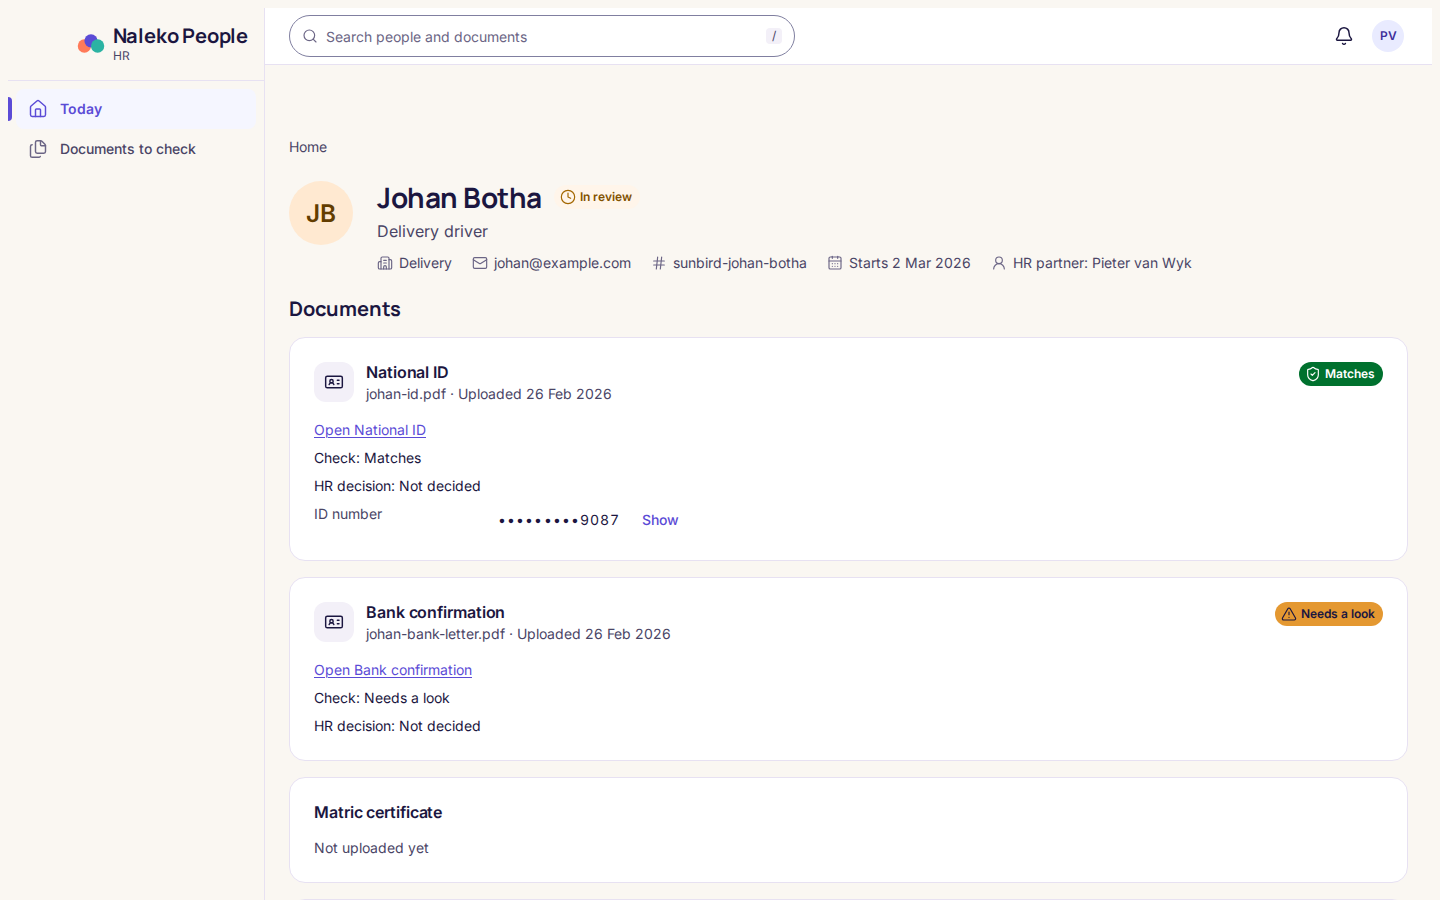 Naleko People
HR
Search people and documents
/
PV
Today
Documents to check
Home
JB
Johan Botha
In review
Delivery driver
Delivery
johan@example.com
sunbird-johan-botha
Starts 2 Mar 2026
HR partner: Pieter van Wyk
Documents
National ID
johan-id.pdf · Uploaded 26 Feb 2026
Matches
Open National ID
Check: Matches
HR decision: Not decided
ID number
•••••••••9087
Show
Bank confirmation
johan-bank-letter.pdf · Uploaded 26 Feb 2026
Needs a look
Open Bank confirmation
Check: Needs a look
HR decision: Not decided
Matric certificate
Not uploaded yet